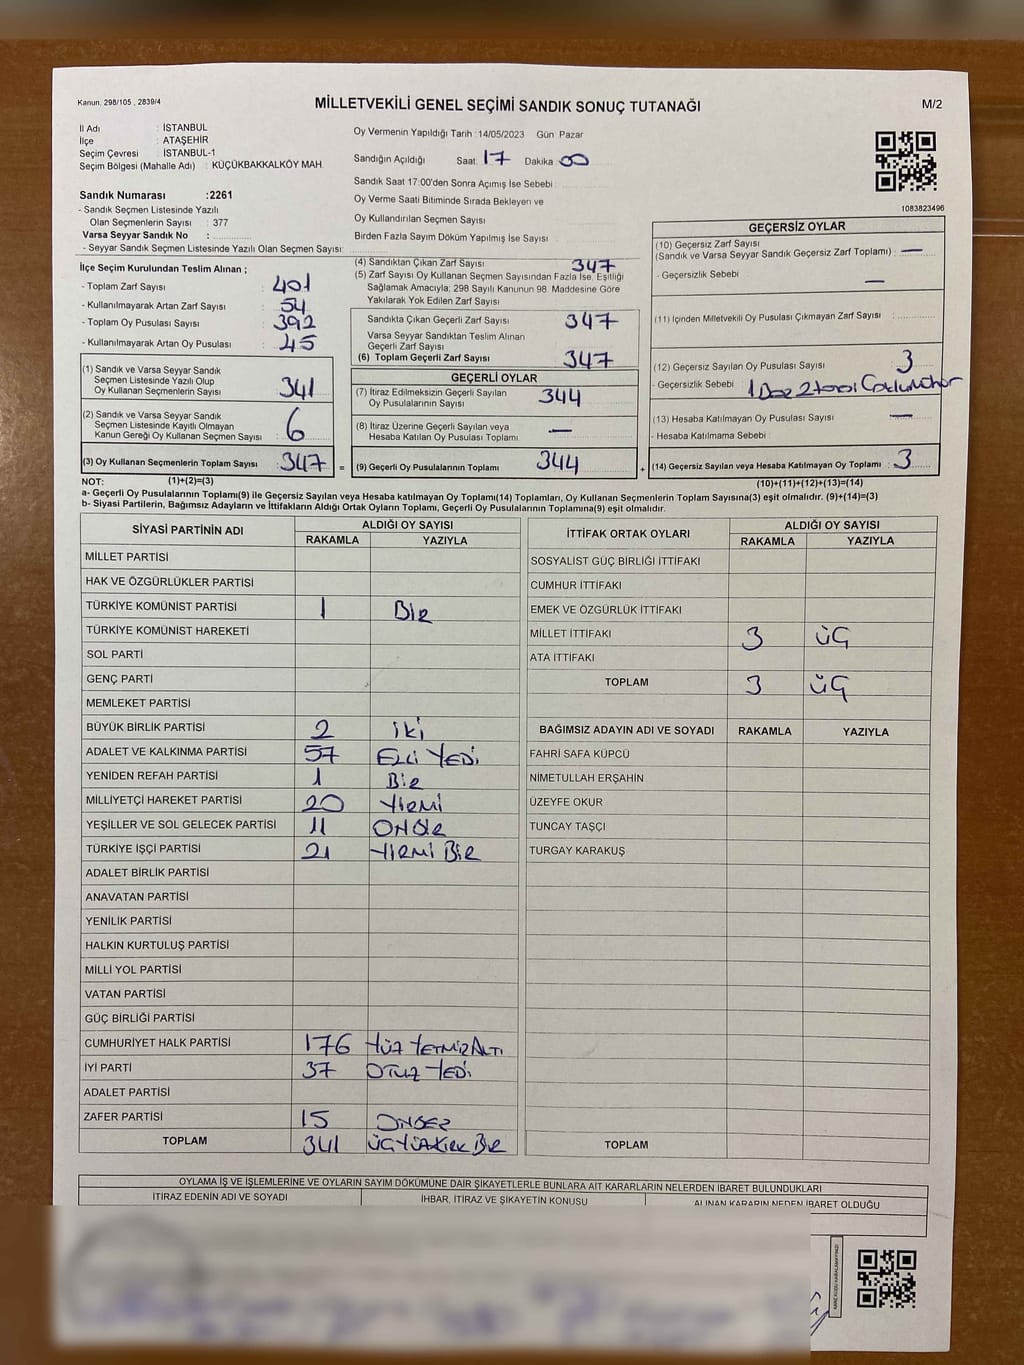 Kanun: 298/105 , 2839/4
MİLLETVEKİLİ GENEL SEÇİMİ SANDIK SONUÇ TUTANAĞI
M/2
İl Adı : İSTANBUL
İlçe : ATAŞEHİR
Seçim Çevresi : İSTANBUL-1
Seçim Bölgesi (Mahalle Adı) : KÜÇÜKBAKKALKÖY MAH.
Sandık Numarası :2261
- Sandık Seçmen Listesinde Yazılı
Olan Seçmenlerin Sayısı : 377
Varsa Seyyar Sandık No :
- Seyyar Sandık Seçmen Listesinde Yazılı Olan Seçmen Sayısı:
Oy Vermenin Yapıldığı Tarih : 14/05/2023 Gün Pazar
Sandığın Açıldığı Saat 17 Dakika 00
Sandık Saat 17:00'den Sonra Açımış İse Sebebi :
Oy Verme Saati Bitiminde Sırada Bekleyen ve
Oy Kullandırılan Seçmen Sayısı
Birden Fazla Sayım Döküm Yapılmış İse Sayısı
1083823496
İlçe Seçim Kurulundan Teslim Alınan ;
- Toplam Zarf Sayısı : 401
- Kullanılmayarak Artan Zarf Sayısı : 54
- Toplam Oy Pusulası Sayısı : 392
- Kullanılmayarak Artan Oy Pusulası : 45
(1) Sandık ve Varsa Seyyar Sandık
Seçmen Listesinde Yazılı Olup
Oy Kullanan Seçmenlerin Sayısı : 341
(2) Sandık ve Varsa Seyyar Sandık
Seçmen Listesinde Kayıtlı Olmayan
Kanun Gereği Oy Kullanan Seçmen Sayısı : 6
(3) Oy Kullanan Seçmenlerin Toplam Sayısı : 347 =
(4) Sandıktan Çıkan Zarf Sayısı 347
(5) Zarf Sayısı Oy Kullanan Seçmen Sayısından Fazla İse, Eşitliği
Sağlamak Amacıyla; 298 Sayılı Kanunun 98. Maddesine Göre
Yakılarak Yok Edilen Zarf Sayısı
Sandıkta Çıkan Geçerli Zarf Sayısı 347
Varsa Seyyar Sandıktan Teslim Alınan
Geçerli Zarf Sayısı
(6) Toplam Geçerli Zarf Sayısı 347
GEÇERLİ OYLAR
(7) İtiraz Edilmeksizin Geçerli Sayılan
Oy Pusulalarının Sayısı 344
(8) İtiraz Üzerine Geçerli Sayılan veya
Hesaba Katılan Oy Pusulası Toplamı —
(9) Geçerli Oy Pusulalarının Toplamı 344 +
GEÇERSİZ OYLAR
(10) Geçersiz Zarf Sayısı
(Sandık ve Varsa Seyyar Sandık Geçersiz Zarf Toplamı) : —
- Geçersizlik Sebebi —
(11) İçinden Milletvekili Oy Pusulası Çıkmayan Zarf Sayısı
(12) Geçersiz Sayılan Oy Pusulası Sayısı 3
- Geçersizlik Sebebi
(13) Hesaba Katılmayan Oy Pusulası Sayısı —
- Hesaba Katılmama Sebebi
(14) Geçersiz Sayılan veya Hesaba Katılmayan Oy Toplamı : 3
NOT: (1)+(2)=(3) (10)+(11)+(12)+(13)=(14)
a- Geçerli Oy Pusulalarının Toplamı(9) ile Geçersiz Sayılan veya Hesaba katılmayan Oy Toplamı(14) Toplamları, Oy Kullanan Seçmenlerin Toplam Sayısına(3) eşit olmalıdır. (9)+(14)=(3)
b- Siyasi Partilerin, Bağımsız Adayların ve İttifakların Aldığı Ortak Oyların Toplamı, Geçerli Oy Pusulalarının Toplamına(9) eşit olmalıdır.
SİYASİ PARTİNİN ADI ALDIĞI OY SAYISI
RAKAMLA YAZIYLA
MİLLET PARTİSİ
HAK VE ÖZGÜRLÜKLER PARTİSİ
TÜRKİYE KOMÜNİST PARTİSİ 1 BİR
TÜRKİYE KOMÜNİST HAREKETİ
SOL PARTİ
GENÇ PARTİ
MEMLEKET PARTİSİ
BÜYÜK BİRLİK PARTİSİ 2 İKİ
ADALET VE KALKINMA PARTİSİ 57 ELLİ YEDİ
YENİDEN REFAH PARTİSİ 1 BİR
MİLLİYETÇİ HAREKET PARTİSİ 20 YİRMİ
YEŞİLLER VE SOL GELECEK PARTİSİ 11 ONBİR
TÜRKİYE İŞÇİ PARTİSİ 21 YİRMİ BİR
ADALET BİRLİK PARTİSİ
ANAVATAN PARTİSİ
YENİLİK PARTİSİ
HALKIN KURTULUŞ PARTİSİ
MİLLİ YOL PARTİSİ
VATAN PARTİSİ
GÜÇ BİRLİĞİ PARTİSİ
CUMHURİYET HALK PARTİSİ 176 YÜZ YETMİŞALTI
İYİ PARTİ 37 OTUZ YEDİ
ADALET PARTİSİ
ZAFER PARTİSİ 15 ONBEŞ
TOPLAM 341 ÜÇYÜZKIRK BİR
İTTİFAK ORTAK OYLARI ALDIĞI OY SAYISI
RAKAMLA YAZIYLA
SOSYALİST GÜÇ BİRLİĞİ İTTİFAKI
CUMHUR İTTİFAKI
EMEK VE ÖZGÜRLÜK İTTİFAKI
MİLLET İTTİFAKI 3 ÜÇ
ATA İTTİFAKI
TOPLAM 3 ÜÇ
BAĞIMSIZ ADAYIN ADI VE SOYADI RAKAMLA YAZIYLA
FAHRİ SAFA KÜPCÜ
NİMETULLAH ERŞAHİN
ÜZEYFE OKUR
TUNCAY TAŞÇI
TURGAY KARAKUŞ
TOPLAM
OYLAMA İŞ VE İŞLEMLERİNE VE OYLARIN SAYIM DÖKÜMÜNE DAİR ŞİKAYETLERLE BUNLARA AİT KARARLARIN NELERDEN İBARET BULUNDUKLARI
İTİRAZ EDENİN ADI VE SOYADI İHBAR, İTİRAZ VE ŞİKAYETİN KONUSU ALINAN KARARIN NEDEN İBARET OLDUĞU